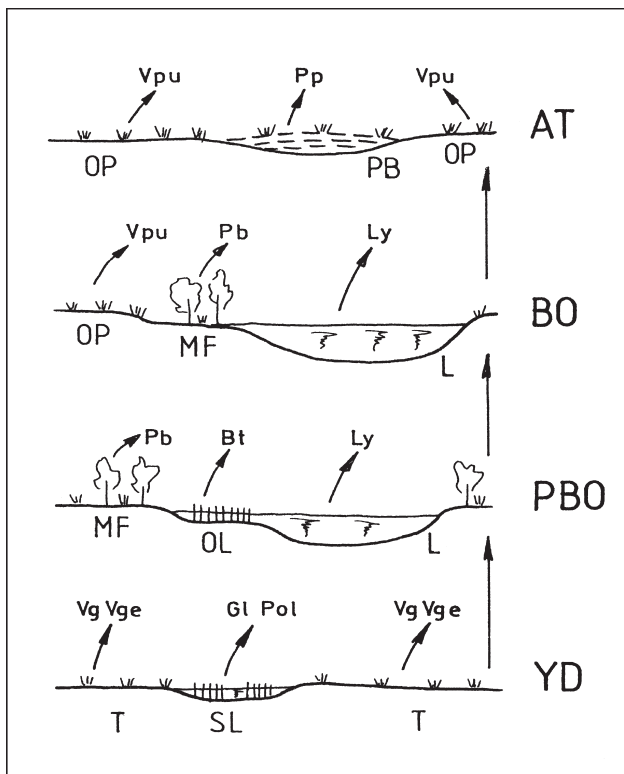 Vpu Pp Vpu
AT
OP PB OP
Vpu Pb Ly
BO
OP MF L
Pb Bt Ly
PBO
MF OL L
Vg Vge Gl Pol Vg Vge
YD
T SL T